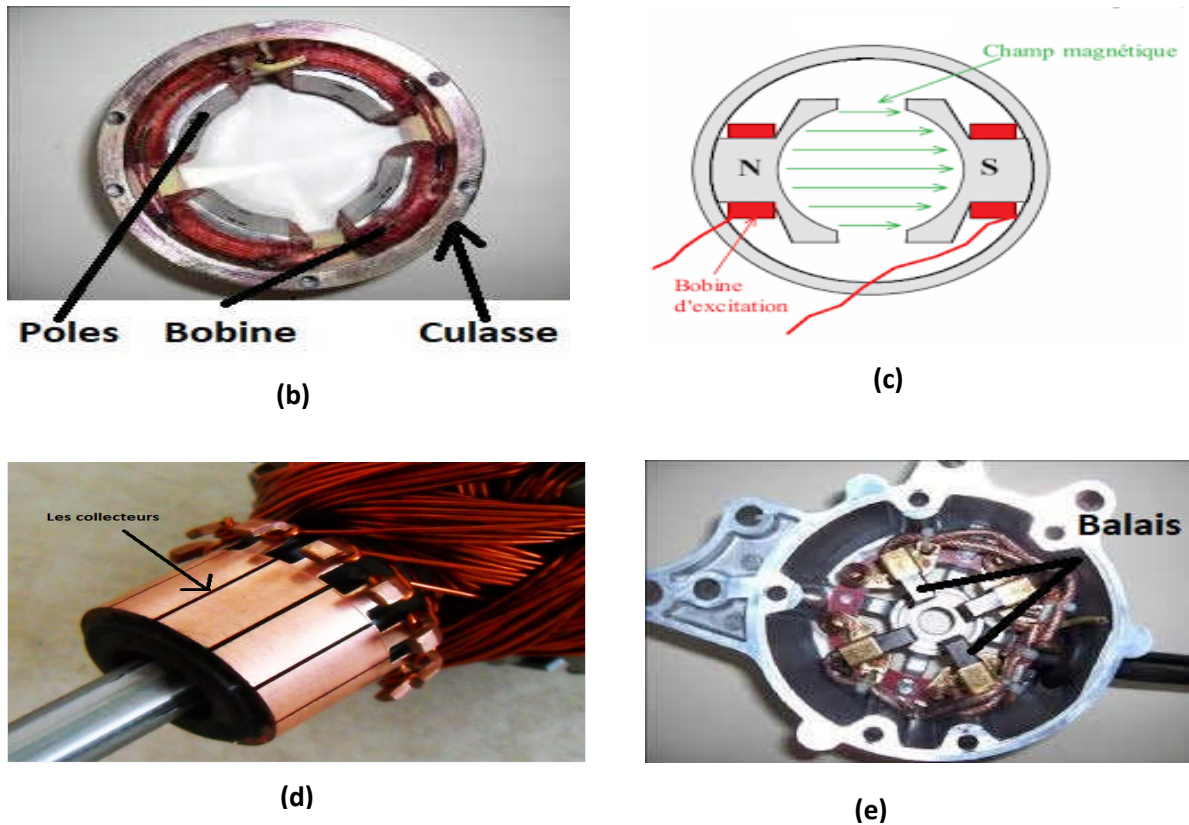 Champ magnétique
N
S
Bobine
d'excitation
Poles
Bobine
Culasse
(b)
(c)
Les collecteurs
Balais
(d)
(e)